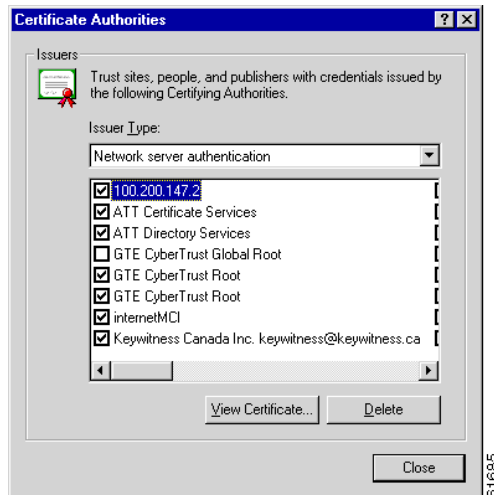 Certificate Authorities
Issuers
Trust sites, people, and publishers with credentials issued by
the following Certifying Authorities.
Issuer Type:
Network server authentication
100.200.147.2
ATT Certificate Services
ATT Directory Services
GTE CyberTrust Global Root
GTE CyberTrust Root
GTE CyberTrust Root
internetMCI
Keywitness Canada Inc. keywitness@keywitness.ca
View Certificate...
Delete
Close